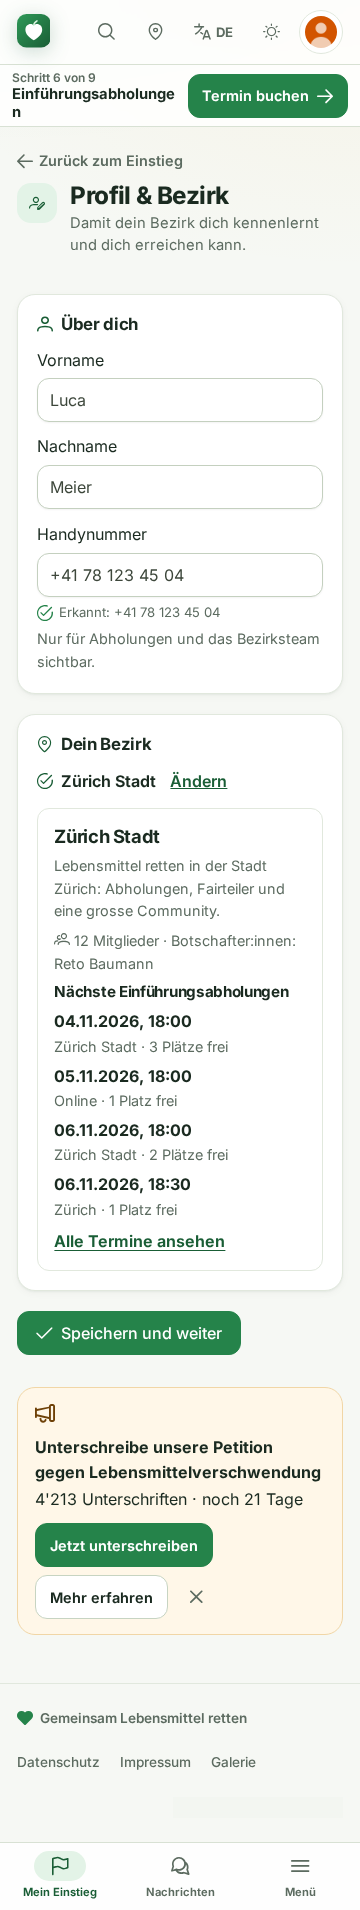 DE
Schritt 6 von 9
Einführungsabholunge
n
Termin buchen
Zurück zum Einstieg
Profil & Bezirk
Damit dein Bezirk dich kennenlernt
und dich erreichen kann.
Über dich
Vorname
Luca
Nachname
Meier
Handynummer
+41 78 123 45 04
Erkannt: +41 78 123 45 04
Nur für Abholungen und das Bezirksteam
sichtbar.
Dein Bezirk
Zürich Stadt Ändern
Zürich Stadt
Lebensmittel retten in der Stadt
Zürich: Abholungen, Fairteiler und
eine grosse Community.
12 Mitglieder · Botschafter:innen:
Reto Baumann
Nächste Einführungsabholungen
04.11.2026, 18:00
Zürich Stadt · 3 Plätze frei
05.11.2026, 18:00
Online · 1 Platz frei
06.11.2026, 18:00
Zürich Stadt · 2 Plätze frei
06.11.2026, 18:30
Zürich · 1 Platz frei
Alle Termine ansehen
Speichern und weiter
Unterschreibe unsere Petition
gegen Lebensmittelverschwendung
4'213 Unterschriften · noch 21 Tage
Jetzt unterschreiben
Mehr erfahren
Gemeinsam Lebensmittel retten
Datenschutz Impressum Galerie
Mein Einstieg Nachrichten Menü